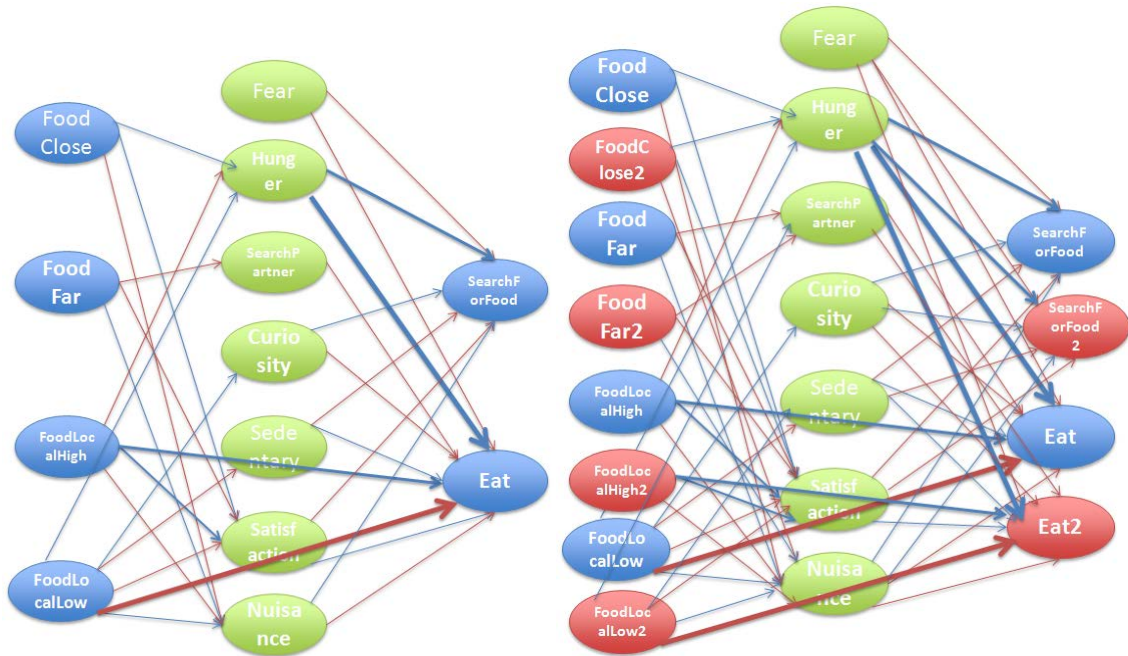 Food
Close
Food
Far
FoodLoc
alHigh
FoodLo
calLow
Fear
Hung
er
SearchP
artner
Curio
sity
Sede
ntary
Satisf
action
Nuisa
nce
SearchF
orFood
Eat
Food
Close
FoodC
lose2
Food
Far
Food
Far2
FoodLoc
alHigh
FoodLoc
alHigh2
FoodLo
calLow
FoodLoc
alLow2
Fear
Hung
er
SearchP
artner
Curio
sity
Sede
ntary
Satisf
action
Nuisa
nce
SearchF
orFood
SearchF
orFood
2
Eat
Eat2